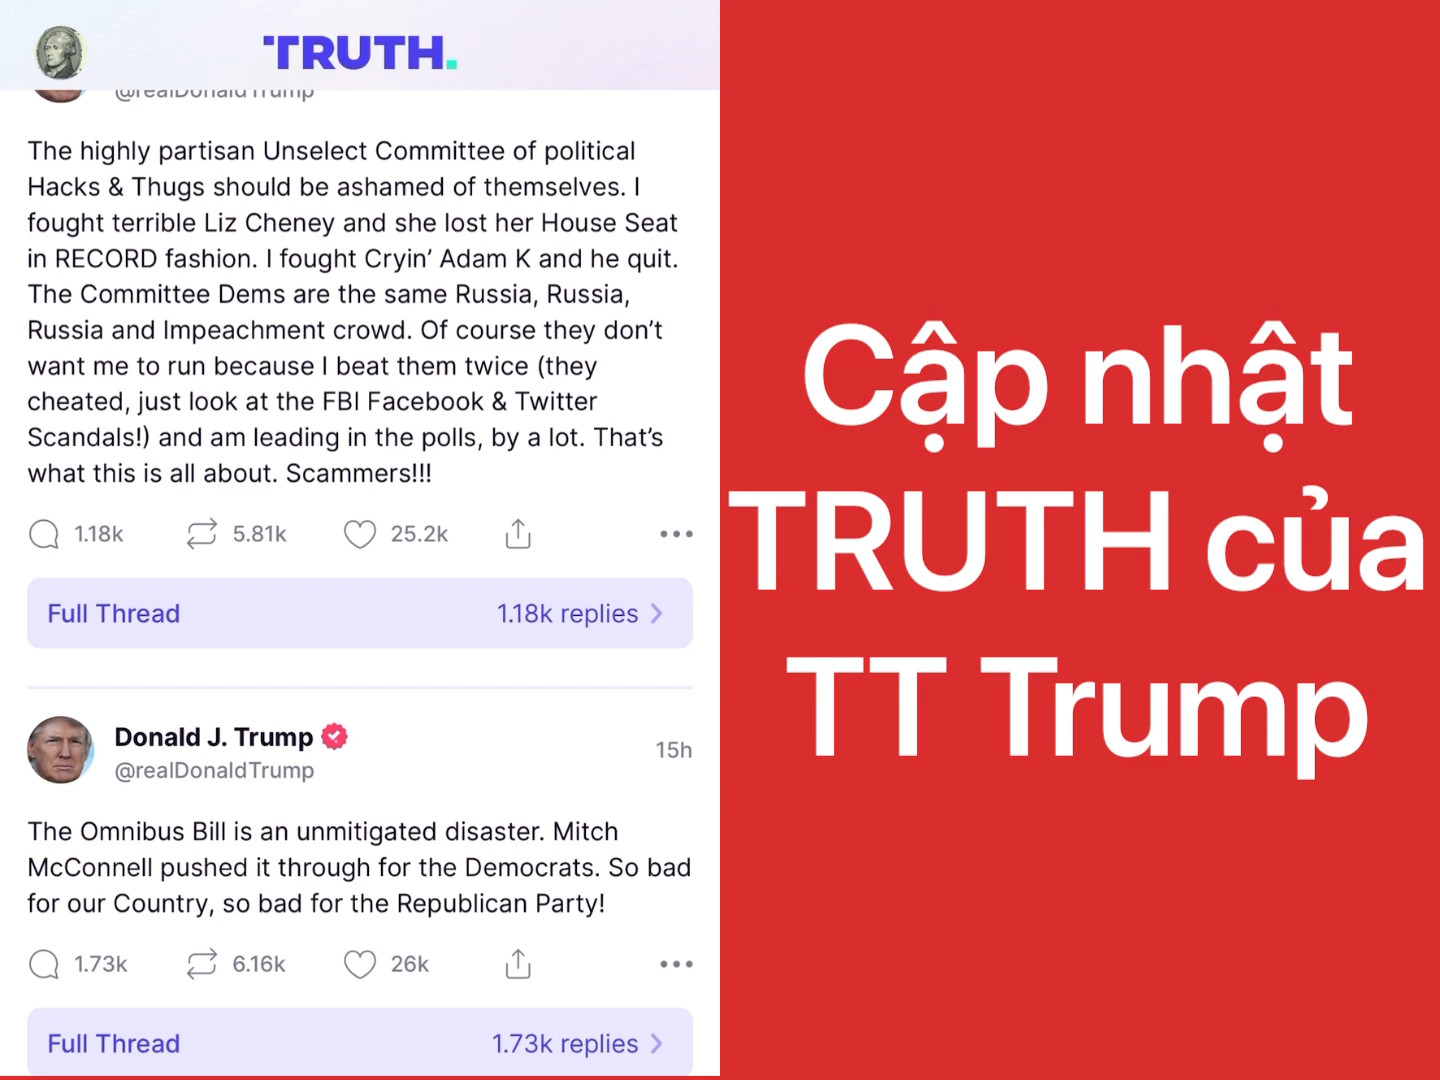 TRUTH.
@realDonaldTrump
The highly partisan Unselect Committee of political
Hacks & Thugs should be ashamed of themselves. I
fought terrible Liz Cheney and she lost her House Seat
in RECORD fashion. I fought Cryin’ Adam K and he quit.
The Committee Dems are the same Russia, Russia,
Russia and Impeachment crowd. Of course they don’t
want me to run because I beat them twice (they
cheated, just look at the FBI Facebook & Twitter
Scandals!) and am leading in the polls, by a lot. That’s
what this is all about. Scammers!!!
1.18k 5.81k 25.2k
Full Thread 1.18k replies
Donald J. Trump
15h
@realDonaldTrump
The Omnibus Bill is an unmitigated disaster. Mitch
McConnell pushed it through for the Democrats. So bad
for our Country, so bad for the Republican Party!
1.73k 6.16k 26k
Full Thread 1.73k replies
Cập nhật
TRUTH của
TT Trump